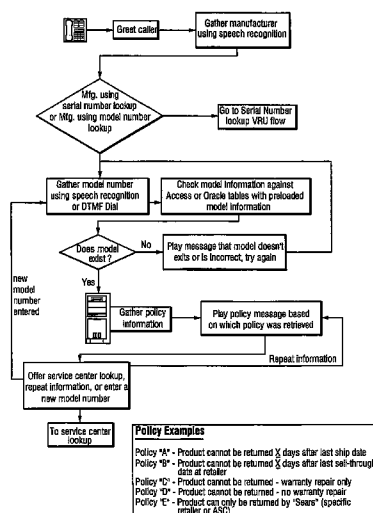 Greet caller
Gather manufacturer
using speech recognition
Mfg. using
serial number lookup
or Mfg. using model number
lookup
Go to Serial Number
lookup VRU flow
Gather model number
using speech recognition
or DTMF Dial
Check model Information against
Access or Oracle tables with preloaded
model information
Does model
exist ?
No
Play message that model doesn't
exits or is incorrect, try again
new
model
number
entered
Yes
Gather policy
information
Play policy message based
on which policy was retrieved
Repeat information
Offer service center lookup,
repeat information, or enter a
new model number
To service center
lookup
Policy Examples
Policy "A" - Product cannot be returned X days after last ship date
Policy "B" - Product cannot be returned X days after last sell-through
date at retailer
Policy "C" - Product cannot be returned - warranty repair only
Policy "D" - Product cannot be returned - no warranty repair
Policy "E" - Product can only be returned by "Sears" (specific
retailer or ASC)